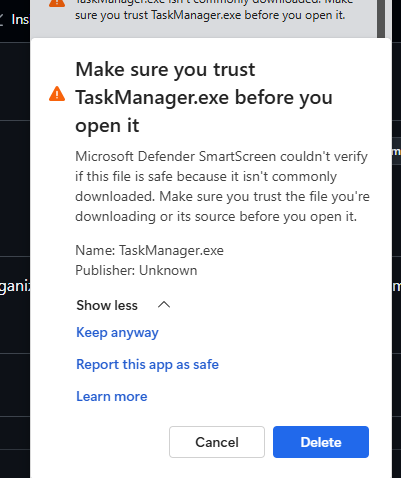 TaskManager.exe isn't commonly downloaded. Make
sure you trust TaskManager.exe before you open it.
Ins
Make sure you trust
TaskManager.exe before you
open it
Microsoft Defender SmartScreen couldn't verify
if this file is safe because it isn't commonly
downloaded. Make sure you trust the file you're
downloading or its source before you open it.
Name: TaskManager.exe
Publisher: Unknown
Show less
Keep anyway
Report this app as safe
Learn more
Cancel
Delete
m
ganiz
m